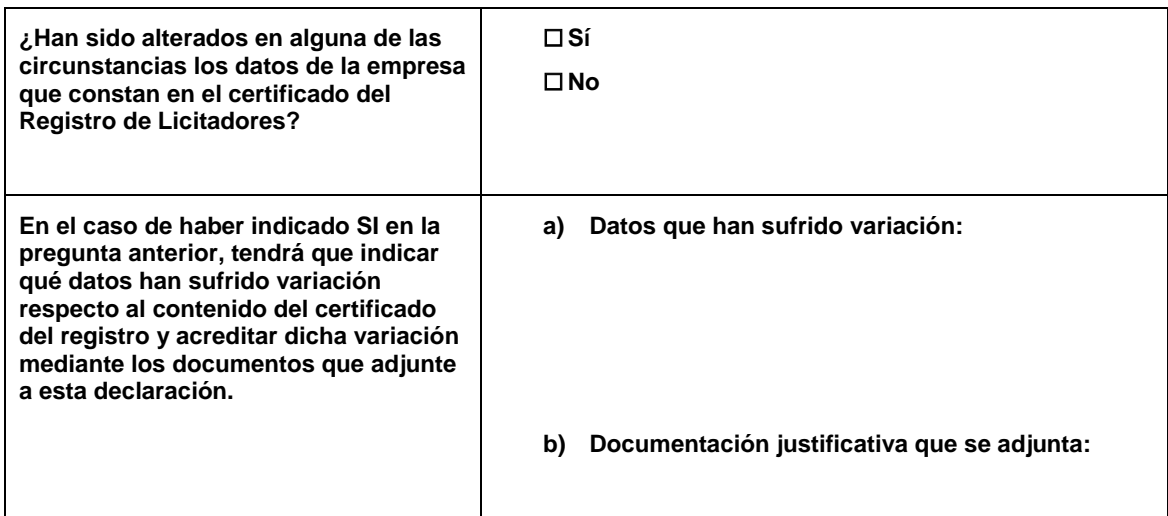 ¿Han sido alterados en alguna de las
circunstancias los datos de la empresa
que constan en el certificado del
Registro de Licitadores?
☐ Sí
☐ No
En el caso de haber indicado SI en la
pregunta anterior, tendrá que indicar
qué datos han sufrido variación
respecto al contenido del certificado
del registro y acreditar dicha variación
mediante los documentos que adjunte
a esta declaración.
a) Datos que han sufrido variación:
b) Documentación justificativa que se adjunta: